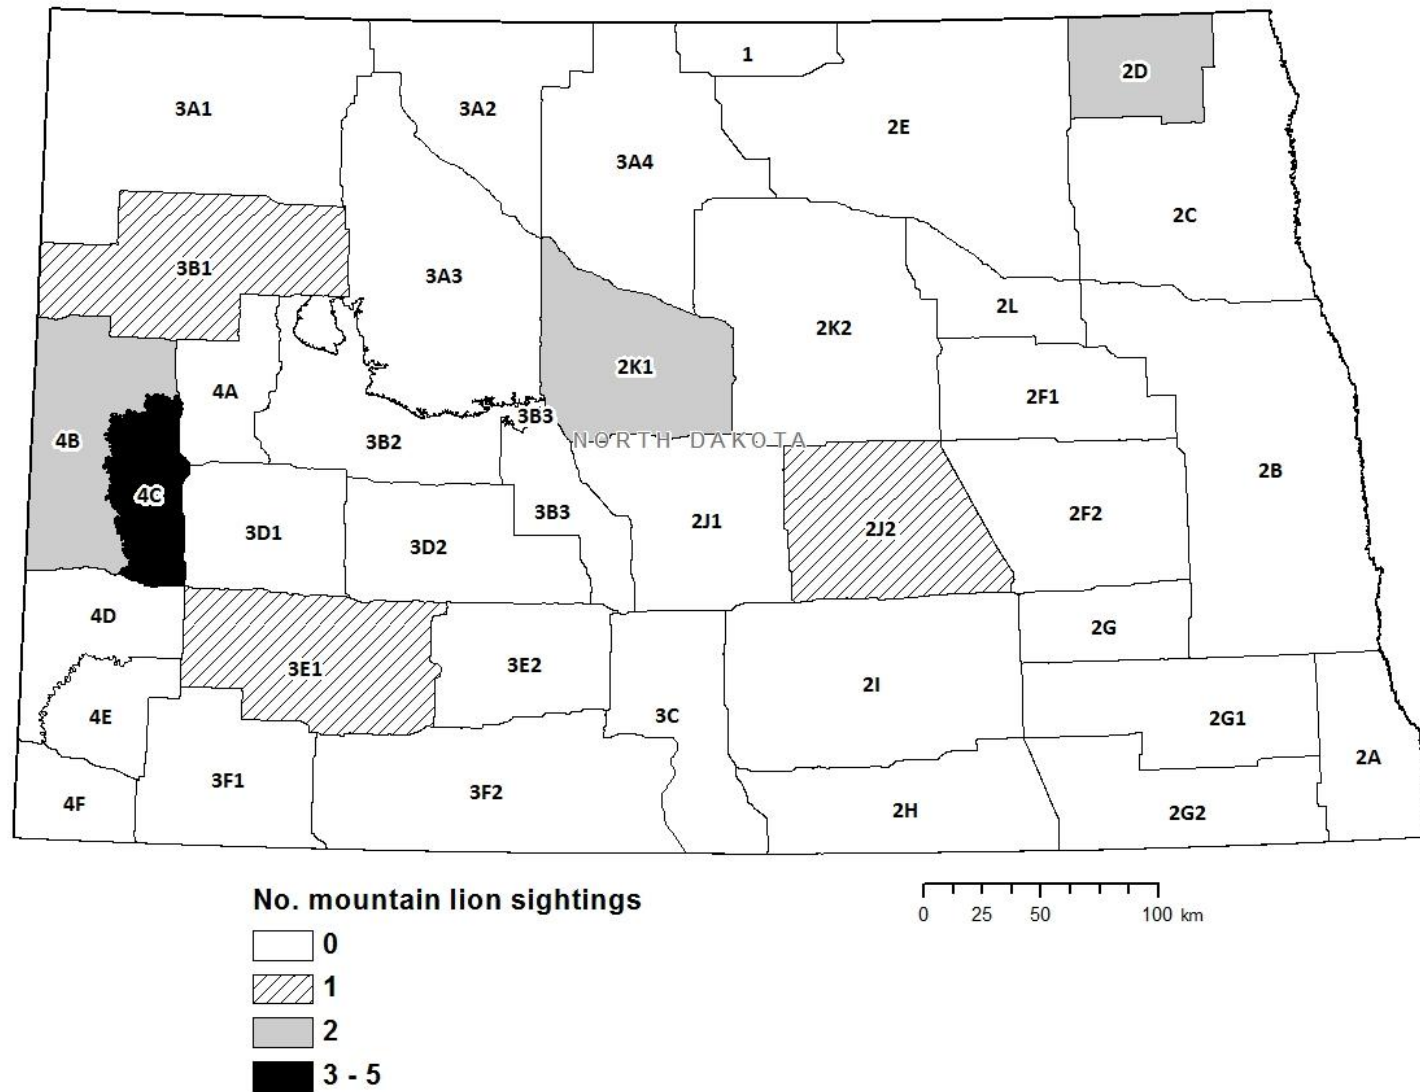 1
2D
3A1
3A2
2E
3A4
2C
3B1
3A3
2L
2K2
2K1
4A
2F1
3B3
4B
3B2
NORTH DAKOTA
2B
4C
3B3
2F2
2J1
2J2
3D1
3D2
4D
2G
3E1
3E2
2I
4E
3C
2G1
2A
3F1
3F2
4F
2H
2G2
No. mountain lion sightings
0
1
2
3 - 5
0 25 50 100 km